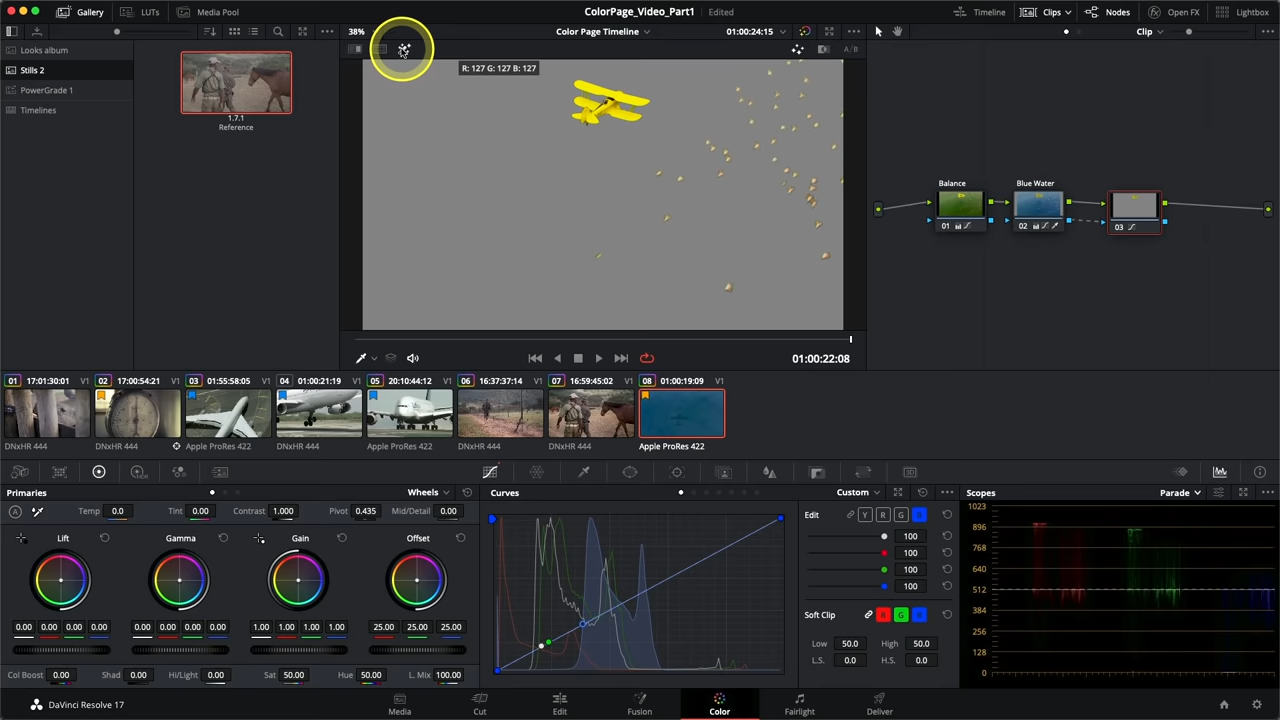 Gallery LUTs Media Pool ColorPage_Video_Part1 Edited Timeline Clips Nodes Open FX Lightbox
38% Color Page Timeline 01:00:24:15 Clip
Looks album
A/B
Stills 2
R: 127 G: 127 B: 127
PowerGrade 1
Timelines
1.7.1
Reference
Balance Blue Water
01 02 03
01:00:22:08
01 17:01:30:01 V1 02 17:00:54:21 V1 03 01:55:58:05 V1 04 01:00:21:19 V1 05 20:10:44:12 V1 06 16:37:37:14 V1 07 16:59:45:02 V1 08 01:00:19:09 V1
DNxHR 444 DNxHR 444 Apple ProRes 422 DNxHR 444 Apple ProRes 422 DNxHR 444 DNxHR 444 Apple ProRes 422
Primaries Wheels Curves Custom Scopes Parade
A Temp 0.0 Tint 0.00 Contrast 1.000 Pivot 0.435 Mid/Detail 0.00
Lift Gamma Gain Offset
0.00 0.00 0.00 0.00 0.00 0.00 0.00 0.00 1.00 1.00 1.00 1.00 25.00 25.00 25.00
Col Boost 0.00 Shad 0.00 Hi/Light 0.00 Sat 50.00 Hue 50.00 L. Mix 100.00
Edit Y R G B
100
100
100
100
Soft Clip R G B
Low 50.0 High 50.0
L.S. 0.0 H.S. 0.0
1023
896
768
640
512
384
256
128
0
DaVinci Resolve 17 Media Cut Edit Fusion Color Fairlight Deliver